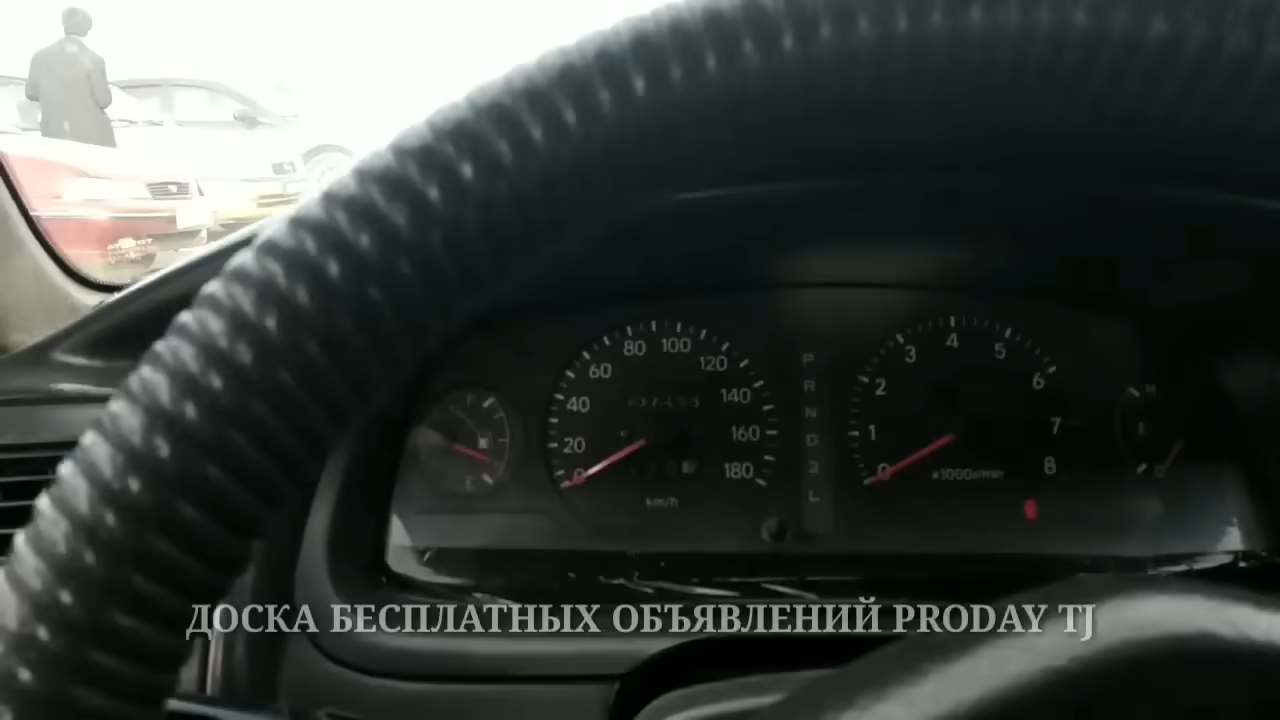 80 100
60 120
40 140
20 160
0 180
km/h
P
R
N
D
2
L
4
3 5
2 6
1 7
0 8
x1000r/min
F
H
ДОСКА БЕСПЛАТНЫХ ОБЪЯВЛЕНИЙ PRODAY TJ